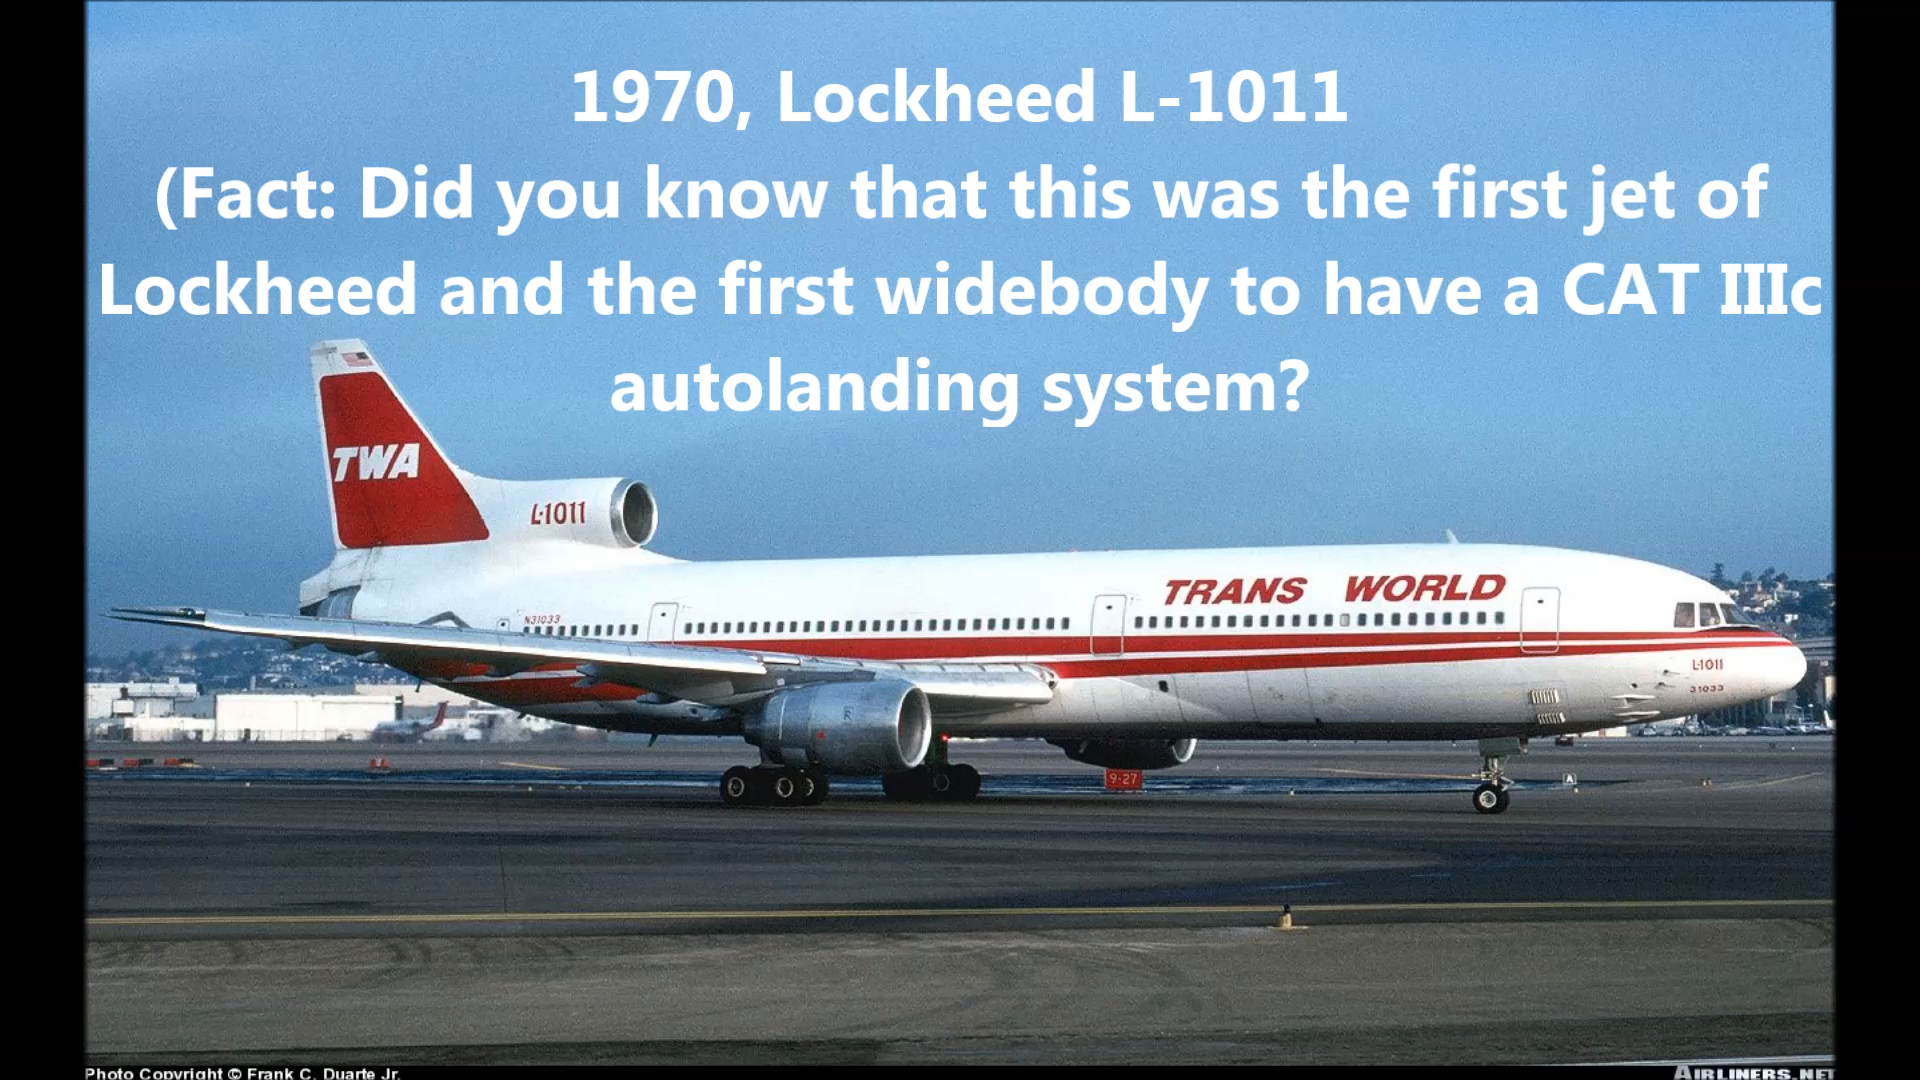 1970, Lockheed L-1011
(Fact: Did you know that this was the first jet of
Lockheed and the first widebody to have a CAT IIIc
autolanding system?
TWA
L-1011
TRANS WORLD
N31033
L-1011
31033
9-27
A
Photo Copyright © Frank C. Duarte Jr.
AIRLINERS.NET